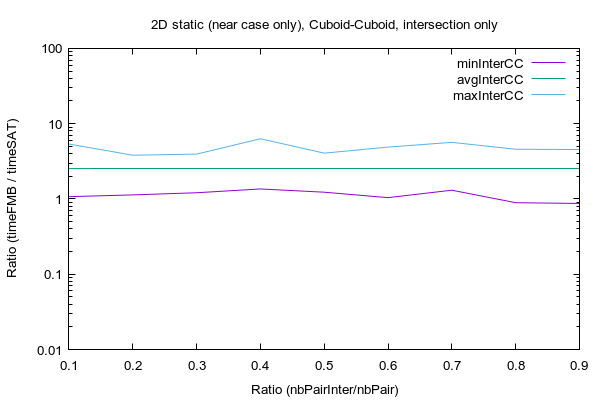 2D static (near case only), Cuboid-Cuboid, intersection only
100
10
1
0.1
0.01
Ratio (timeFMB / timeSAT)
minInterCC
avgInterCC
maxInterCC
0.1 0.2 0.3 0.4 0.5 0.6 0.7 0.8 0.9
Ratio (nbPairInter/nbPair)